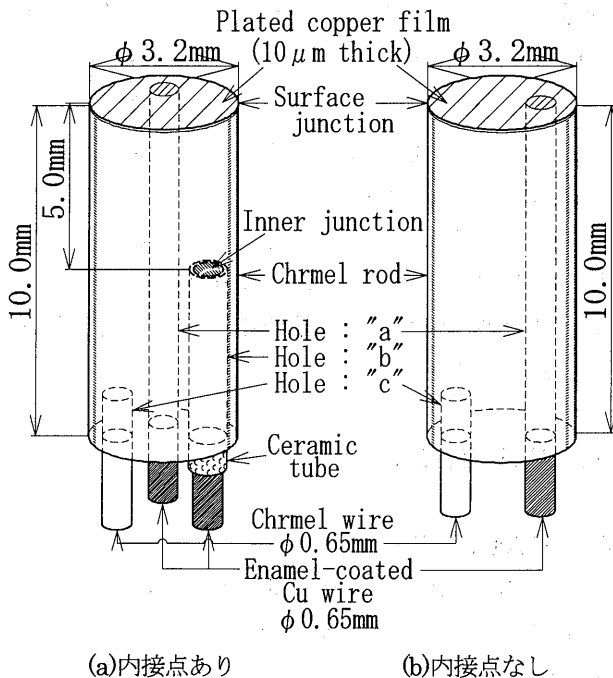 Plated copper film
(10μm thick)
φ3.2mm
φ3.2mm
Surface
junction
5.0mm
10.0mm
10.0mm
Inner junction
Chrmel rod
Hole : "a"
Hole : "b"
Hole : "c"
Ceramic
tube
Chrmel wire
φ0.65mm
Enamel-coated
Cu wire
φ0.65mm
(a)内接点あり
(b)内接点なし